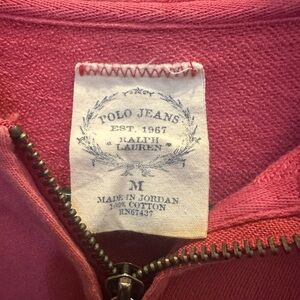 POLO JEANS
EST. 1967
RALPH
LAUREN
M
MADE IN JORDAN
100% COTTON
RN67437